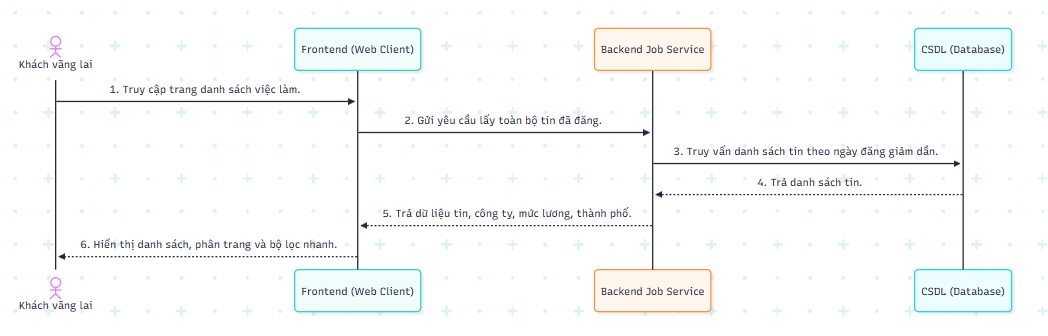 Khách vãng lai
Frontend (Web Client)
Backend Job Service
CSDL (Database)
1. Truy cập trang danh sách việc làm.
2. Gửi yêu cầu lấy toàn bộ tin đã đăng.
3. Truy vấn danh sách tin theo ngày đăng giảm dần.
4. Trả danh sách tin.
5. Trả dữ liệu tin, công ty, mức lương, thành phố.
6. Hiển thị danh sách, phân trang và bộ lọc nhanh.
Khách vãng lai
Frontend (Web Client)
Backend Job Service
CSDL (Database)